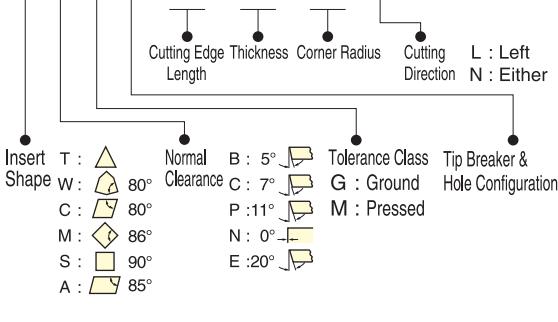 Cutting Edge Length
Thickness
Corner Radius
Cutting Direction
L : Left
N : Either
Insert Shape
T :
W : 80°
C : 80°
M : 86°
S : 90°
A : 85°
Normal Clearance
B : 5°
C : 7°
P :11°
N : 0°
E :20°
Tolerance Class
G : Ground
M : Pressed
Tip Breaker &
Hole Configuration